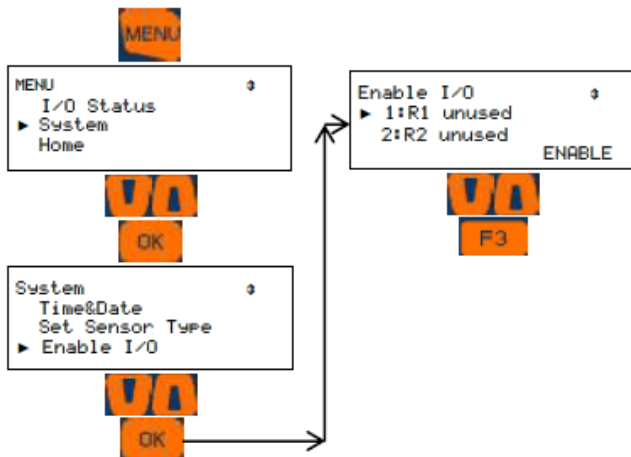 MENU
MENU
I/O Status
► System
Home
OK
System
Time&Date
Set Sensor Type
► Enable I/O
OK
Enable I/O
► 1:R1 unused
2:R2 unused
ENABLE
F3